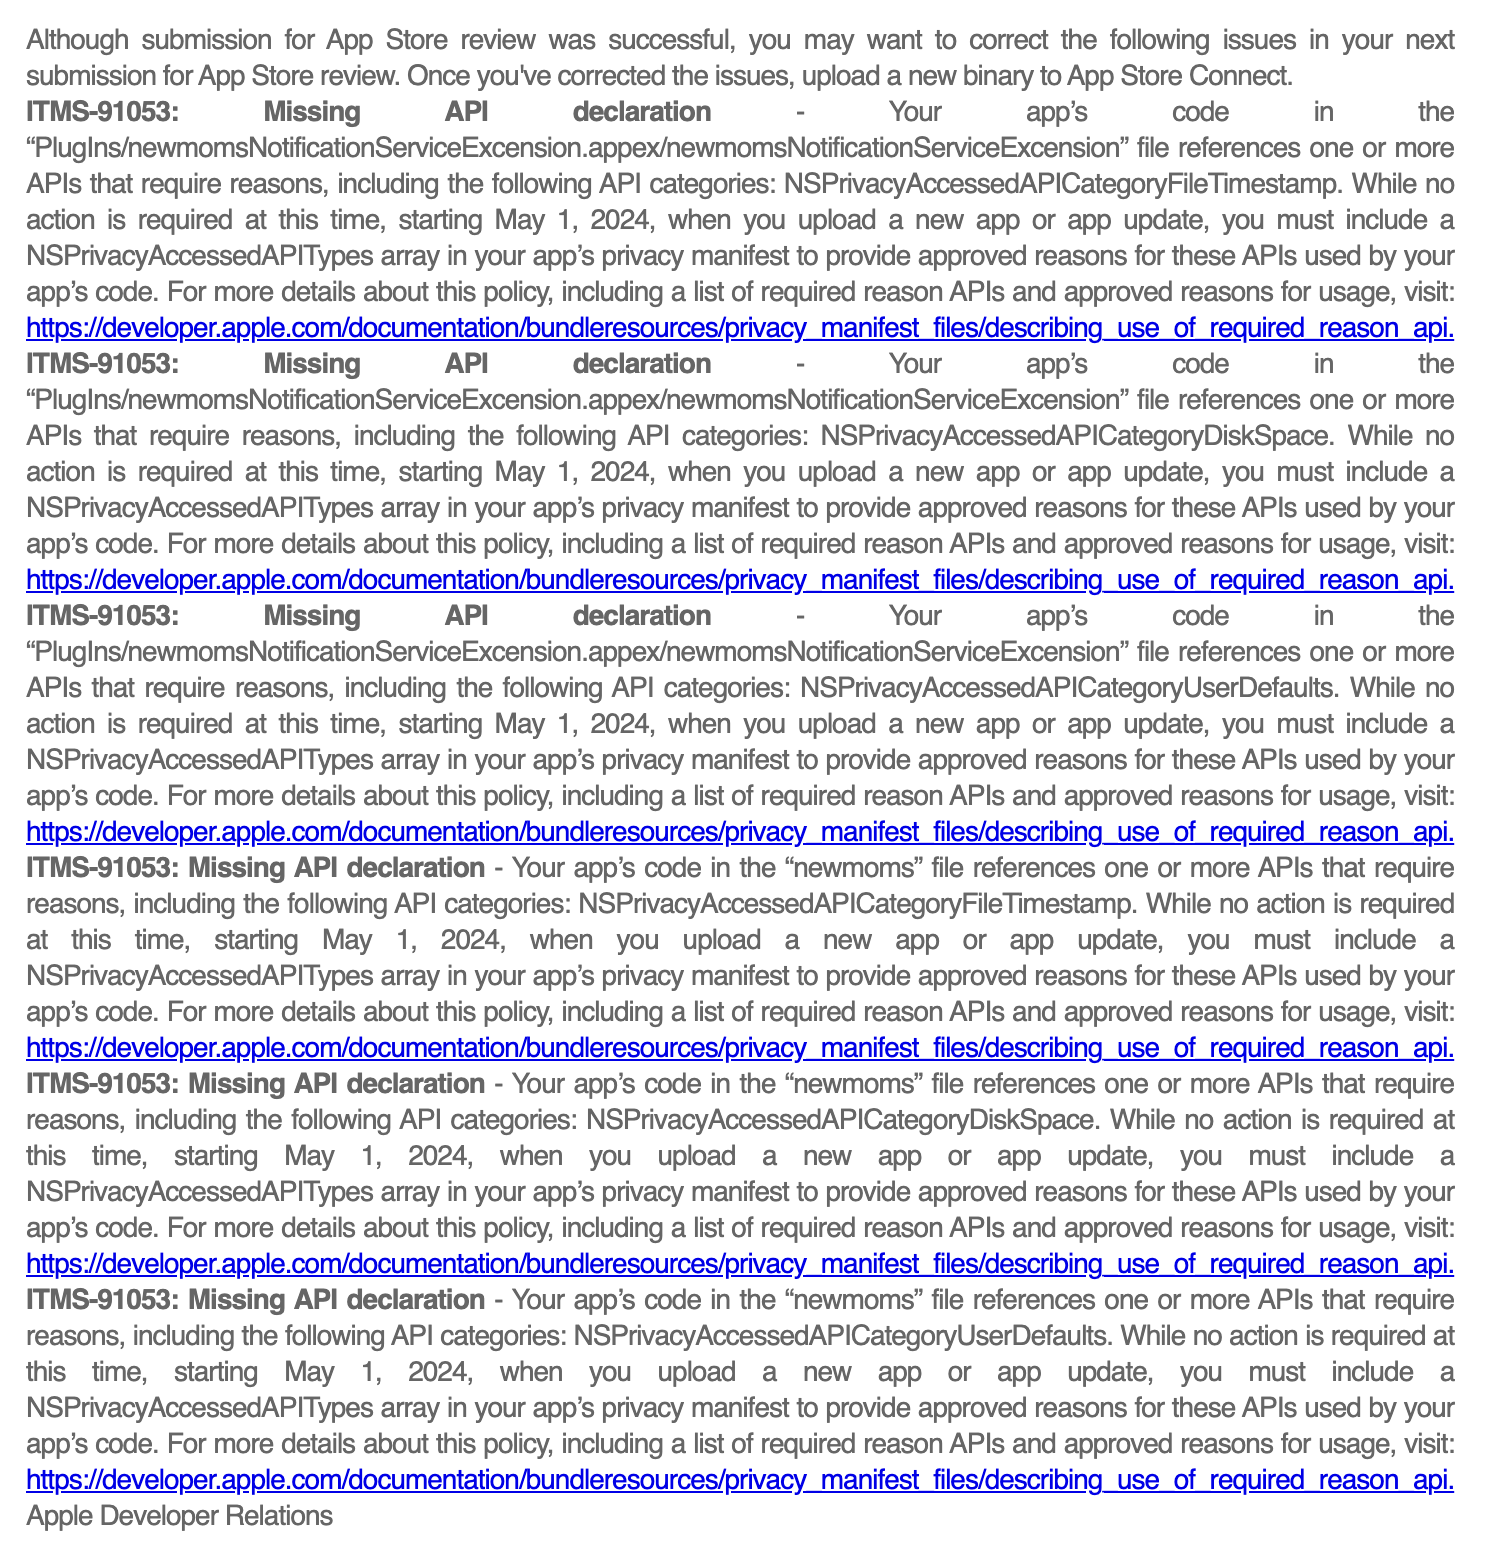 Although submission for App Store review was successful, you may want to correct the following issues in your next
submission for App Store review. Once you've corrected the issues, upload a new binary to App Store Connect.
ITMS-91053: Missing API declaration - Your app’s code in the
“PlugIns/newmomsNotificationServiceExcension.appex/newmomsNotificationServiceExcension” file references one or more
APIs that require reasons, including the following API categories: NSPrivacyAccessedAPICategoryFileTimestamp. While no
action is required at this time, starting May 1, 2024, when you upload a new app or app update, you must include a
NSPrivacyAccessedAPITypes array in your app’s privacy manifest to provide approved reasons for these APIs used by your
app’s code. For more details about this policy, including a list of required reason APIs and approved reasons for usage, visit:
https://developer.apple.com/documentation/bundleresources/privacy_manifest_files/describing_use_of_required_reason_api.
ITMS-91053: Missing API declaration - Your app’s code in the
“PlugIns/newmomsNotificationServiceExcension.appex/newmomsNotificationServiceExcension” file references one or more
APIs that require reasons, including the following API categories: NSPrivacyAccessedAPICategoryDiskSpace. While no
action is required at this time, starting May 1, 2024, when you upload a new app or app update, you must include a
NSPrivacyAccessedAPITypes array in your app’s privacy manifest to provide approved reasons for these APIs used by your
app’s code. For more details about this policy, including a list of required reason APIs and approved reasons for usage, visit:
https://developer.apple.com/documentation/bundleresources/privacy_manifest_files/describing_use_of_required_reason_api.
ITMS-91053: Missing API declaration - Your app’s code in the
“PlugIns/newmomsNotificationServiceExcension.appex/newmomsNotificationServiceExcension” file references one or more
APIs that require reasons, including the following API categories: NSPrivacyAccessedAPICategoryUserDefaults. While no
action is required at this time, starting May 1, 2024, when you upload a new app or app update, you must include a
NSPrivacyAccessedAPITypes array in your app’s privacy manifest to provide approved reasons for these APIs used by your
app’s code. For more details about this policy, including a list of required reason APIs and approved reasons for usage, visit:
https://developer.apple.com/documentation/bundleresources/privacy_manifest_files/describing_use_of_required_reason_api.
ITMS-91053: Missing API declaration - Your app’s code in the “newmoms” file references one or more APIs that require
reasons, including the following API categories: NSPrivacyAccessedAPICategoryFileTimestamp. While no action is required
at this time, starting May 1, 2024, when you upload a new app or app update, you must include a
NSPrivacyAccessedAPITypes array in your app’s privacy manifest to provide approved reasons for these APIs used by your
app’s code. For more details about this policy, including a list of required reason APIs and approved reasons for usage, visit:
https://developer.apple.com/documentation/bundleresources/privacy_manifest_files/describing_use_of_required_reason_api.
ITMS-91053: Missing API declaration - Your app’s code in the “newmoms” file references one or more APIs that require
reasons, including the following API categories: NSPrivacyAccessedAPICategoryDiskSpace. While no action is required at
this time, starting May 1, 2024, when you upload a new app or app update, you must include a
NSPrivacyAccessedAPITypes array in your app’s privacy manifest to provide approved reasons for these APIs used by your
app’s code. For more details about this policy, including a list of required reason APIs and approved reasons for usage, visit:
https://developer.apple.com/documentation/bundleresources/privacy_manifest_files/describing_use_of_required_reason_api.
ITMS-91053: Missing API declaration - Your app’s code in the “newmoms” file references one or more APIs that require
reasons, including the following API categories: NSPrivacyAccessedAPICategoryUserDefaults. While no action is required at
this time, starting May 1, 2024, when you upload a new app or app update, you must include a
NSPrivacyAccessedAPITypes array in your app’s privacy manifest to provide approved reasons for these APIs used by your
app’s code. For more details about this policy, including a list of required reason APIs and approved reasons for usage, visit:
https://developer.apple.com/documentation/bundleresources/privacy_manifest_files/describing_use_of_required_reason_api.
Apple Developer Relations